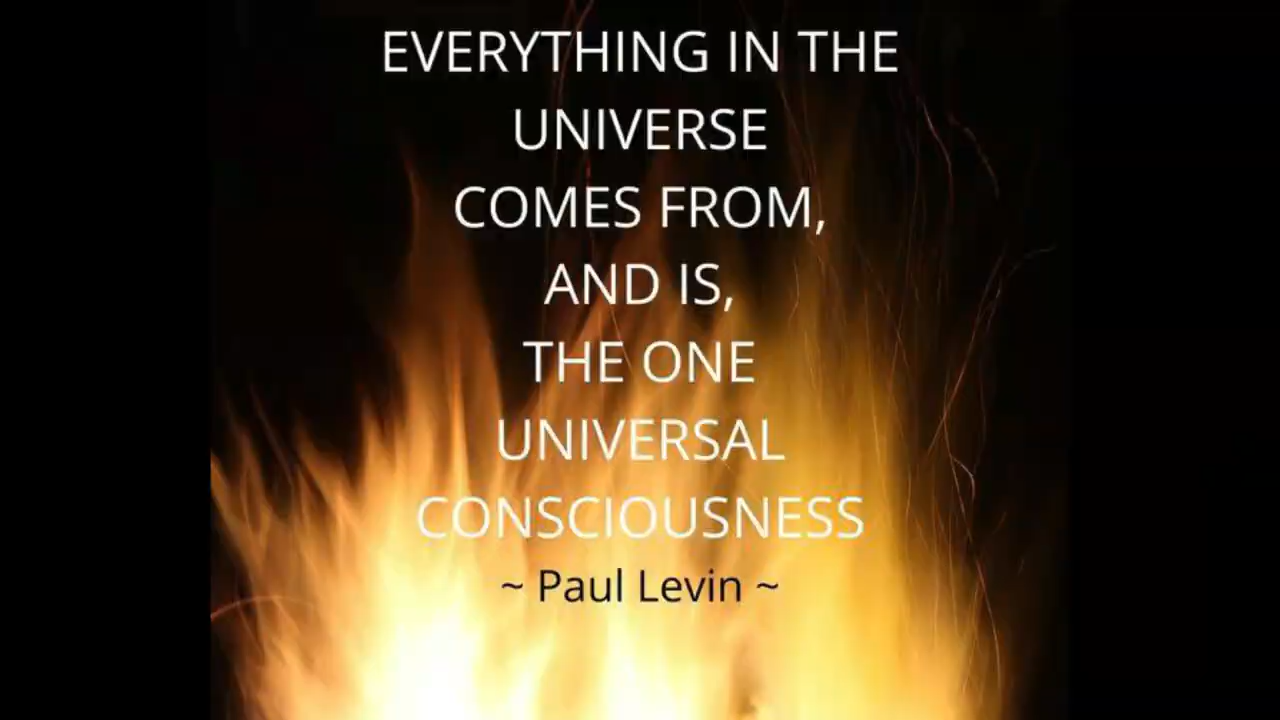 EVERYTHING IN THE
UNIVERSE
COMES FROM,
AND IS,
THE ONE
UNIVERSAL
CONSCIOUSNESS
~ Paul Levin ~